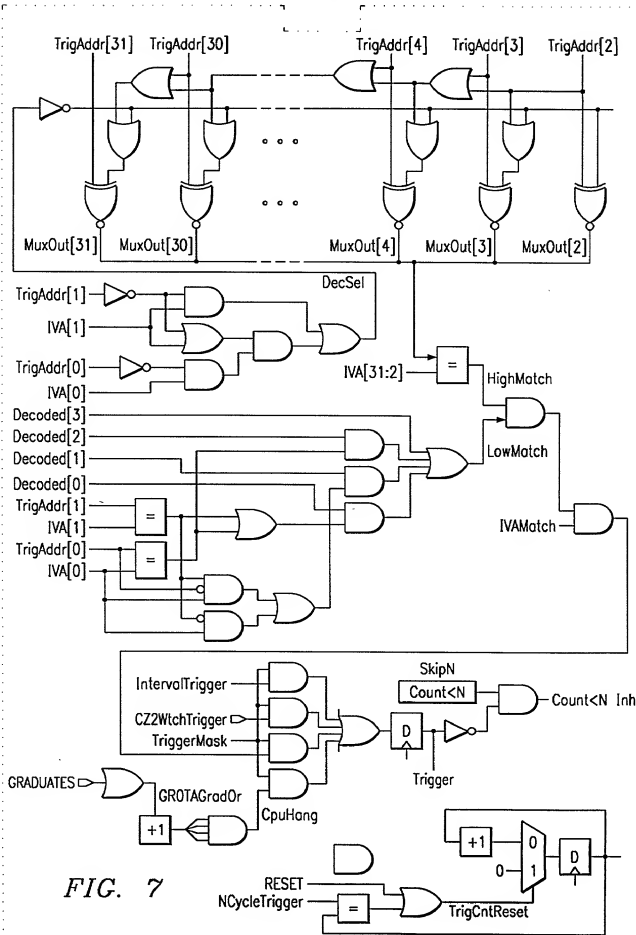 TrigAddr[31] TrigAddr[30] TrigAddr[4] TrigAddr[3] TrigAddr[2]
MuxOut[31] MuxOut[30] MuxOut[4] MuxOut[3] MuxOut[2]
DecSel
TrigAddr[1]
IVA[1]
TrigAddr[0]
IVA[0]
IVA[31:2]
=
HighMatch
Decoded[3]
Decoded[2]
Decoded[1]
Decoded[0]
LowMatch
TrigAddr[1]
IVA[1]
=
TrigAddr[0]
IVA[0]
=
IVAMatch
IntervalTrigger
CZ2WtchTrigger
TriggerMask
SkipN
Count<N
Count<N Inh
D
Trigger
GRADUATES
GROTAGradOr
+1
CpuHang
+1
0
0
1
D
RESET
NCycleTrigger
=
TrigCntReset
FIG. 7